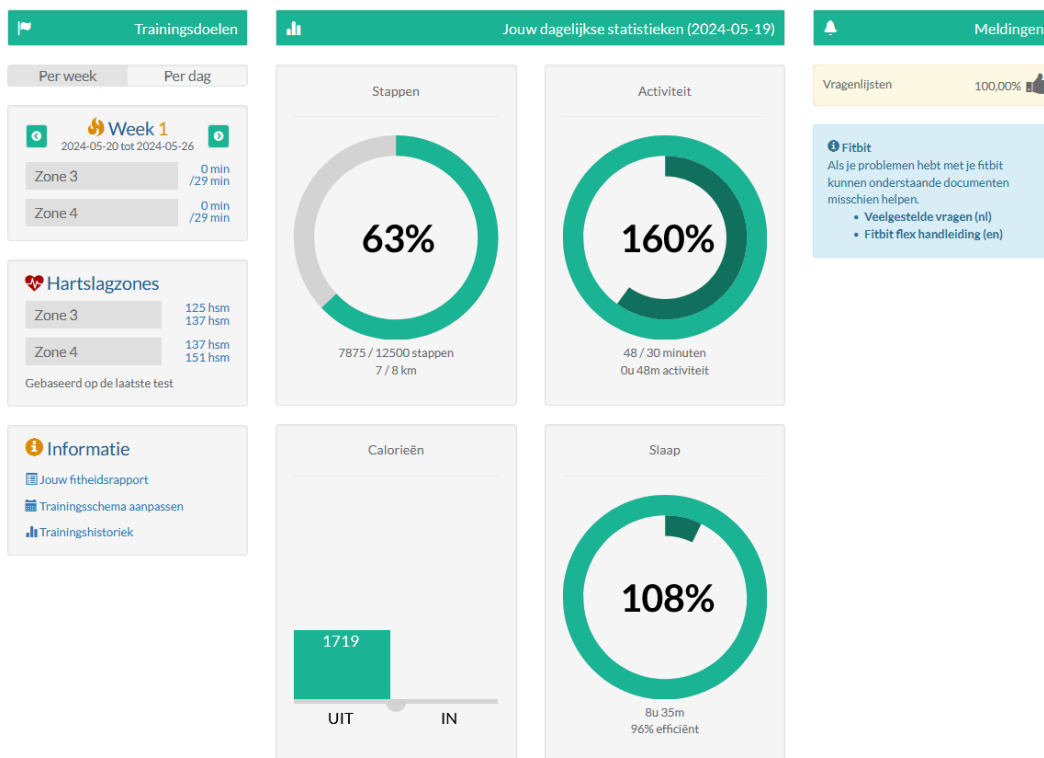 Trainingsdoelen
Per week Per dag
Week 1
2024-05-20 tot 2024-05-26
Zone 3 0 min
/29 min
Zone 4 0 min
/29 min
Hartslagzones
Zone 3 125 hsm
137 hsm
Zone 4 137 hsm
151 hsm
Gebaseerd op de laatste test
Informatie
Jouw fitheidsrapport
Trainingsschema aanpassen
Trainingshistoriek
Jouw dagelijkse statistieken (2024-05-19)
Stappen
63%
7875 / 12500 stappen
7 / 8 km
Activiteit
160%
48 / 30 minuten
0u 48m activiteit
Calorieën
1719
UIT IN
Slaap
108%
8u 35m
96% efficiënt
Meldingen
Vragenlijsten 100,00%
Fitbit
Als je problemen hebt met je fitbit
kunnen onderstaande documenten
misschien helpen.
• Veelgestelde vragen (nl)
• Fitbit flex handleiding (en)